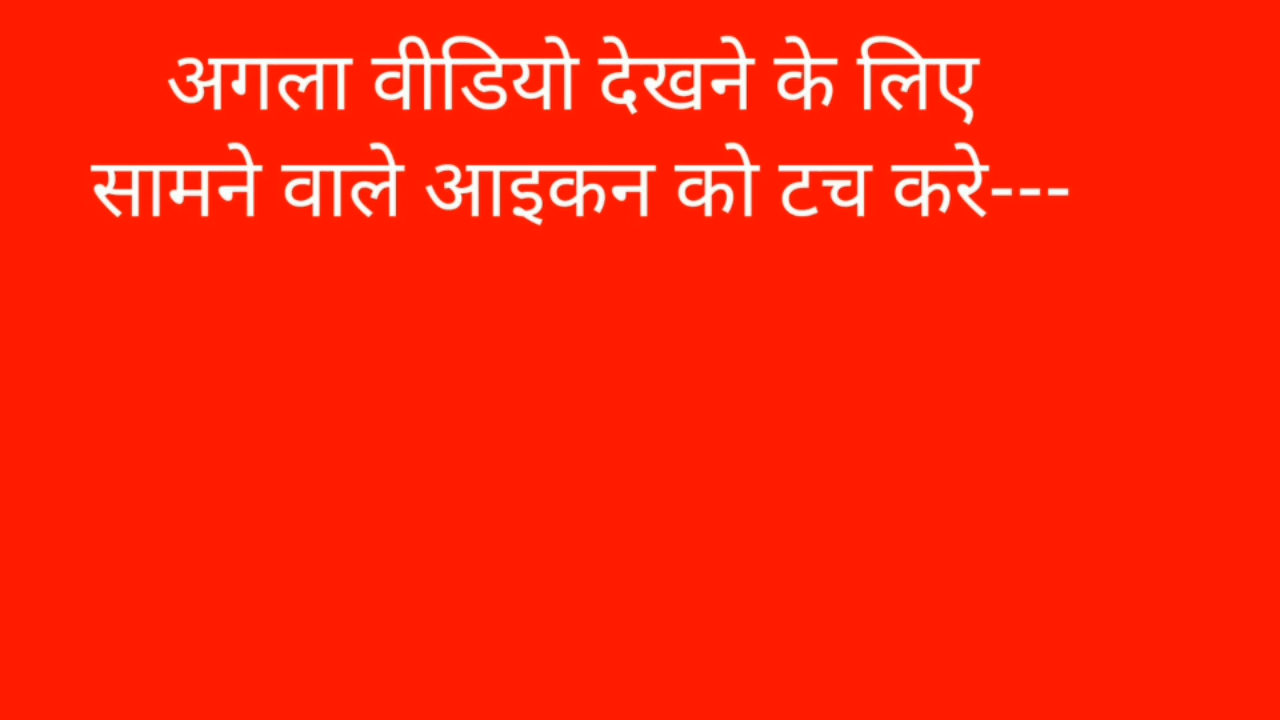 अगला वीडियो देखने के लिए
सामने वाले आइकन को टच करे---